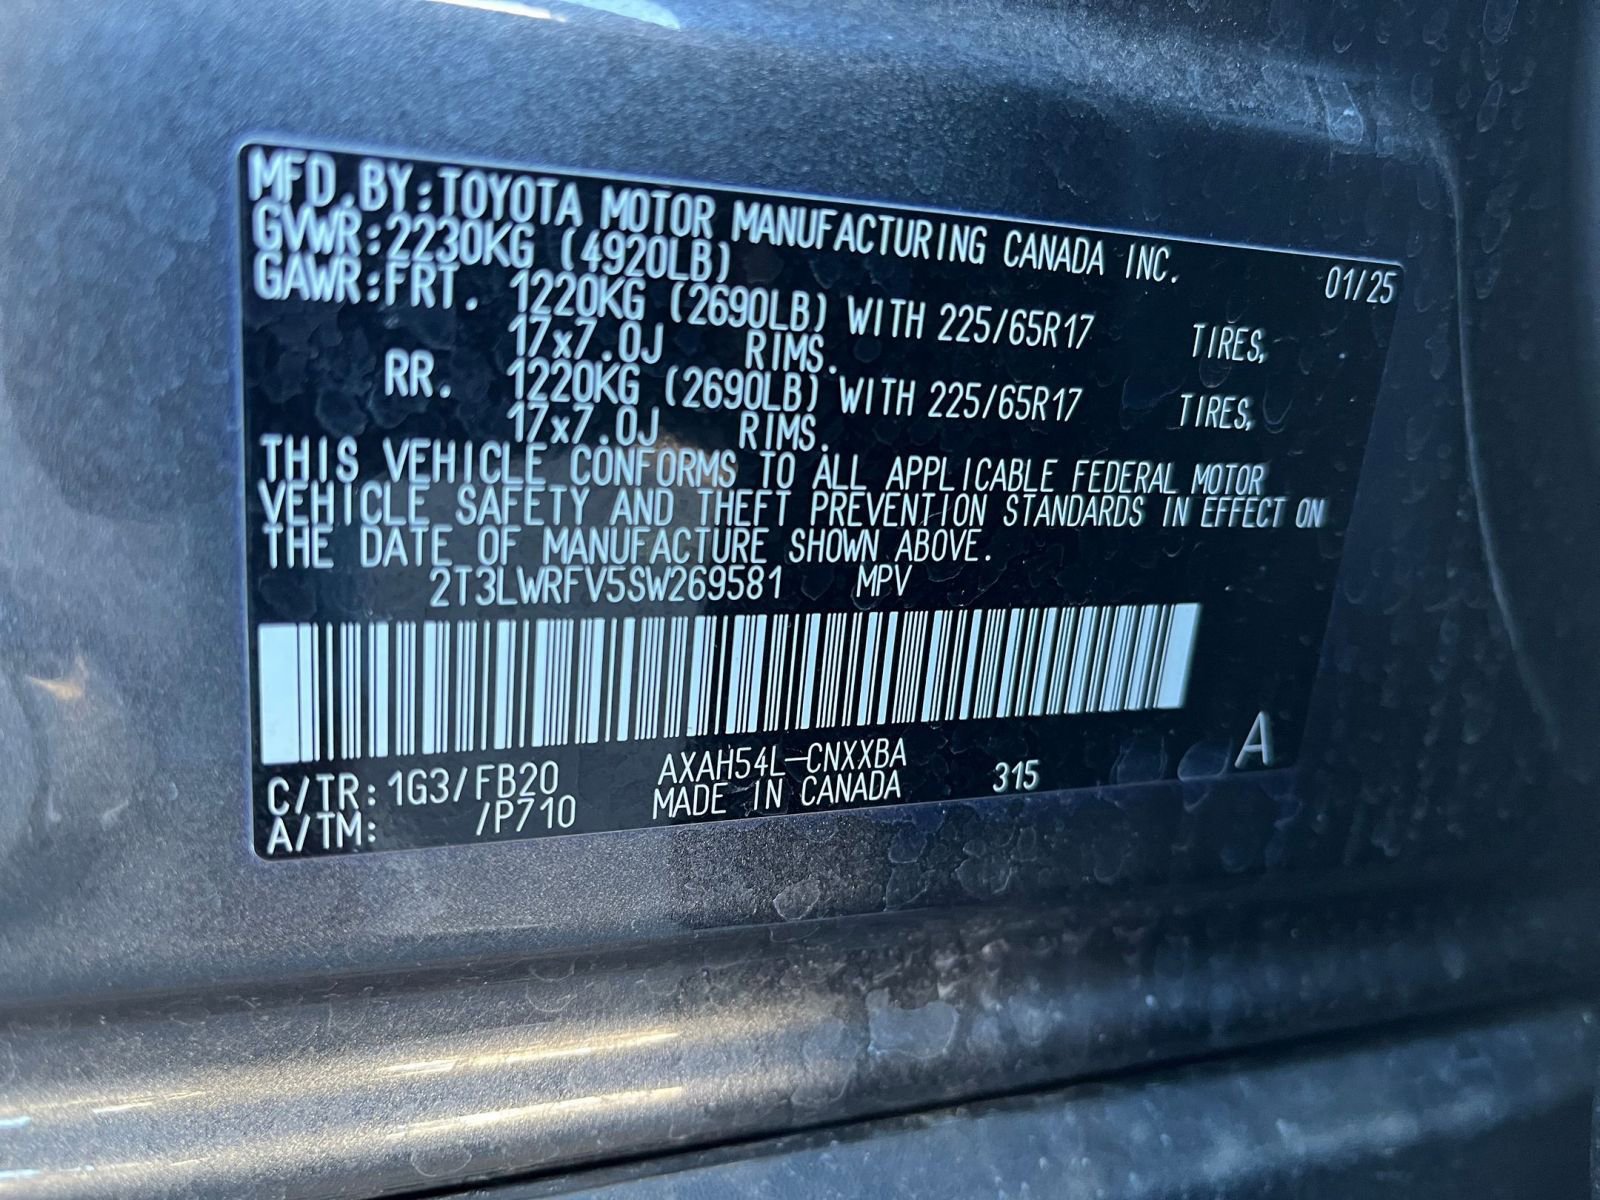 MFD.BY:TOYOTA MOTOR MANUFACTURING CANADA INC. 01/25
GVWR:2230KG (4920LB)
GAWR:FRT. 1220KG (2690LB) WITH 225/65R17 TIRES,
17x7.0J RIMS.
RR. 1220KG (2690LB) WITH 225/65R17 TIRES,
17x7.0J RIMS.
THIS VEHICLE CONFORMS TO ALL APPLICABLE FEDERAL MOTOR
VEHICLE SAFETY AND THEFT PREVENTION STANDARDS IN EFFECT ON
THE DATE OF MANUFACTURE SHOWN ABOVE.
2T3LWRFV5SW269581 MPV
C/TR:1G3/FB20 AXAH54L-CNXXBA 315 A
A/TM: /P710 MADE IN CANADA